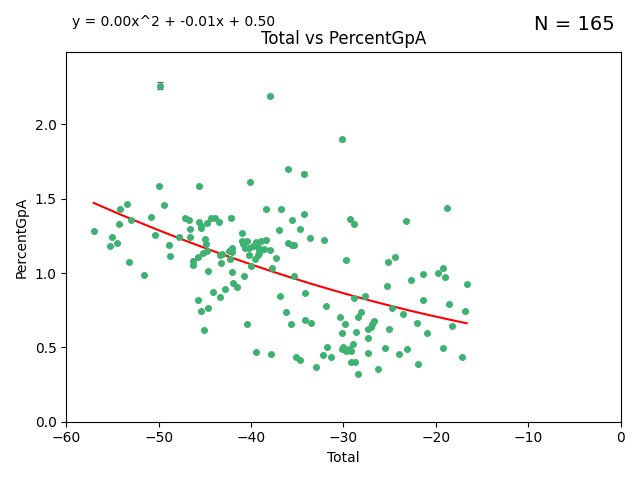 y = 0.00x^2 + -0.01x + 0.50
N = 165
Total vs PercentGpA
PercentGpA
2.0
1.5
1.0
0.5
0.0
−60
−50
−40
−30
−20
−10
0
Total